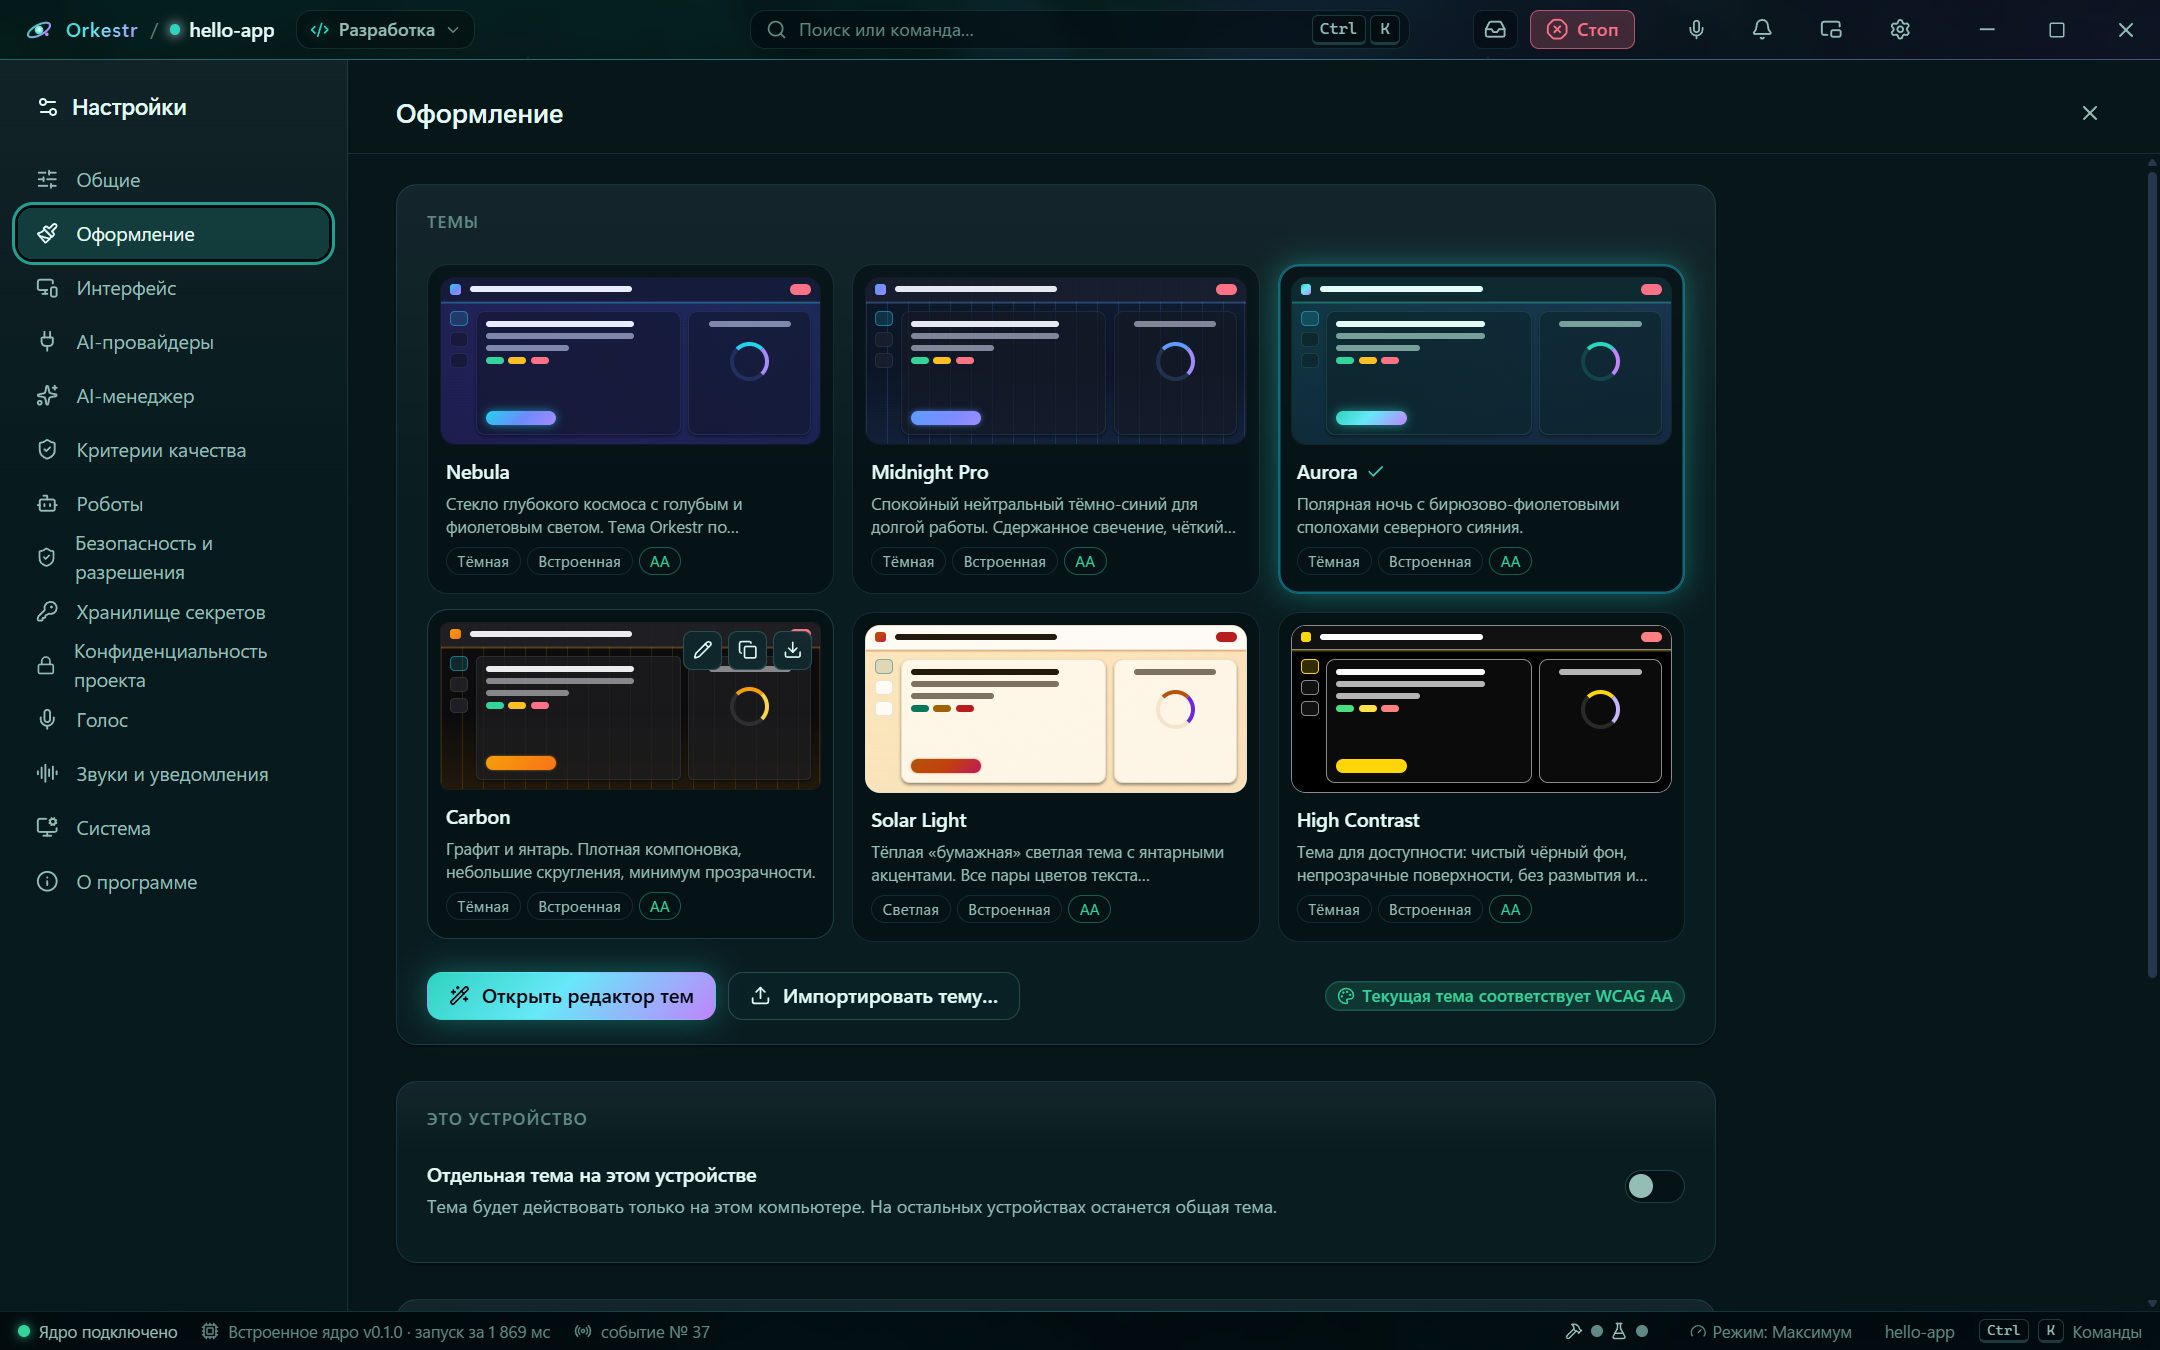 Orkestr / hello-app
Разработка
Поиск или команда...
Ctrl K
Стоп
Настройки
Общие
Оформление
Интерфейс
AI-провайдеры
AI-менеджер
Критерии качества
Роботы
Безопасность и
разрешения
Хранилище секретов
Конфиденциальность
проекта
Голос
Звуки и уведомления
Система
О программе
Оформление
ТЕМЫ
Nebula
Стекло глубокого космоса с голубым и
фиолетовым светом. Тема Orkestr по...
Тёмная Встроенная AA
Midnight Pro
Спокойный нейтральный тёмно-синий для
долгой работы. Сдержанное свечение, чёткий...
Тёмная Встроенная AA
Aurora
Полярная ночь с бирюзово-фиолетовыми
сполохами северного сияния.
Тёмная Встроенная AA
Carbon
Графит и янтарь. Плотная компоновка,
небольшие скругления, минимум прозрачности.
Тёмная Встроенная AA
Solar Light
Тёплая «бумажная» светлая тема с янтарными
акцентами. Все пары цветов текста...
Светлая Встроенная AA
High Contrast
Тема для доступности: чистый чёрный фон,
непрозрачные поверхности, без размытия и...
Тёмная Встроенная AA
Открыть редактор тем
Импортировать тему...
Текущая тема соответствует WCAG AA
ЭТО УСТРОЙСТВО
Отдельная тема на этом устройстве
Тема будет действовать только на этом компьютере. На остальных устройствах останется общая тема.
Ядро подключено
Встроенное ядро v0.1.0 · запуск за 1 869 мс
событие № 37
Режим: Максимум
hello-app
Ctrl K Команды